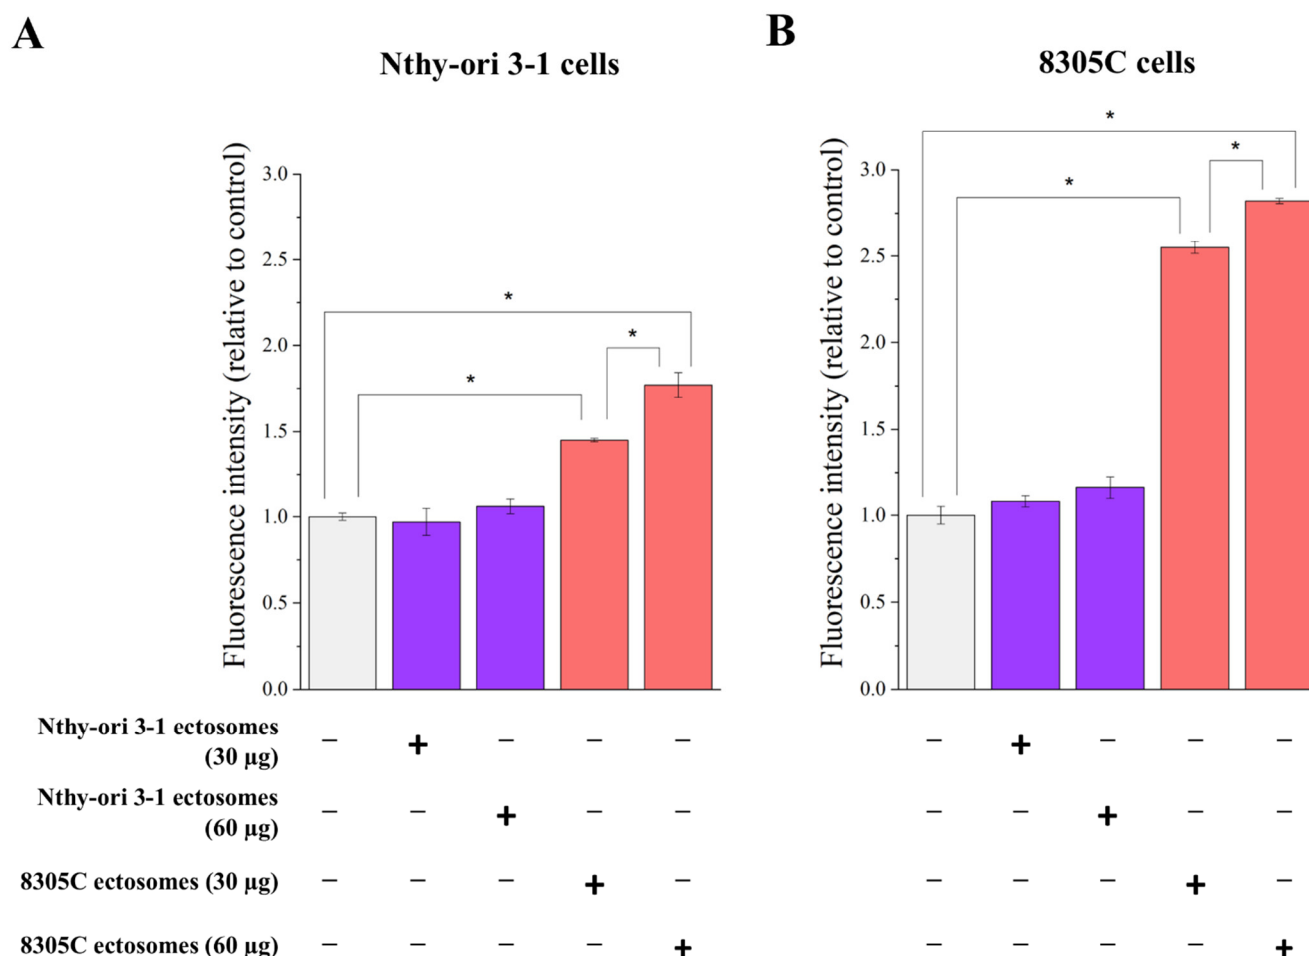 A
B
Nthy-ori 3-1 cells
8305C cells
Fluorescence intensity (relative to control)
3.0
2.5
2.0
1.5
1.0
0.5
0.0
*
*
*
Fluorescence intensity (relative to control)
3.0
2.5
2.0
1.5
1.0
0.5
0.0
*
*
*
Nthy-ori 3-1 ectosomes
(30 µg)
– + – – – – + – – –
Nthy-ori 3-1 ectosomes
(60 µg)
– – + – – – – + – –
8305C ectosomes (30 µg) – – – + – – – – + –
8305C ectosomes (60 µg) – – – – + – – – – +